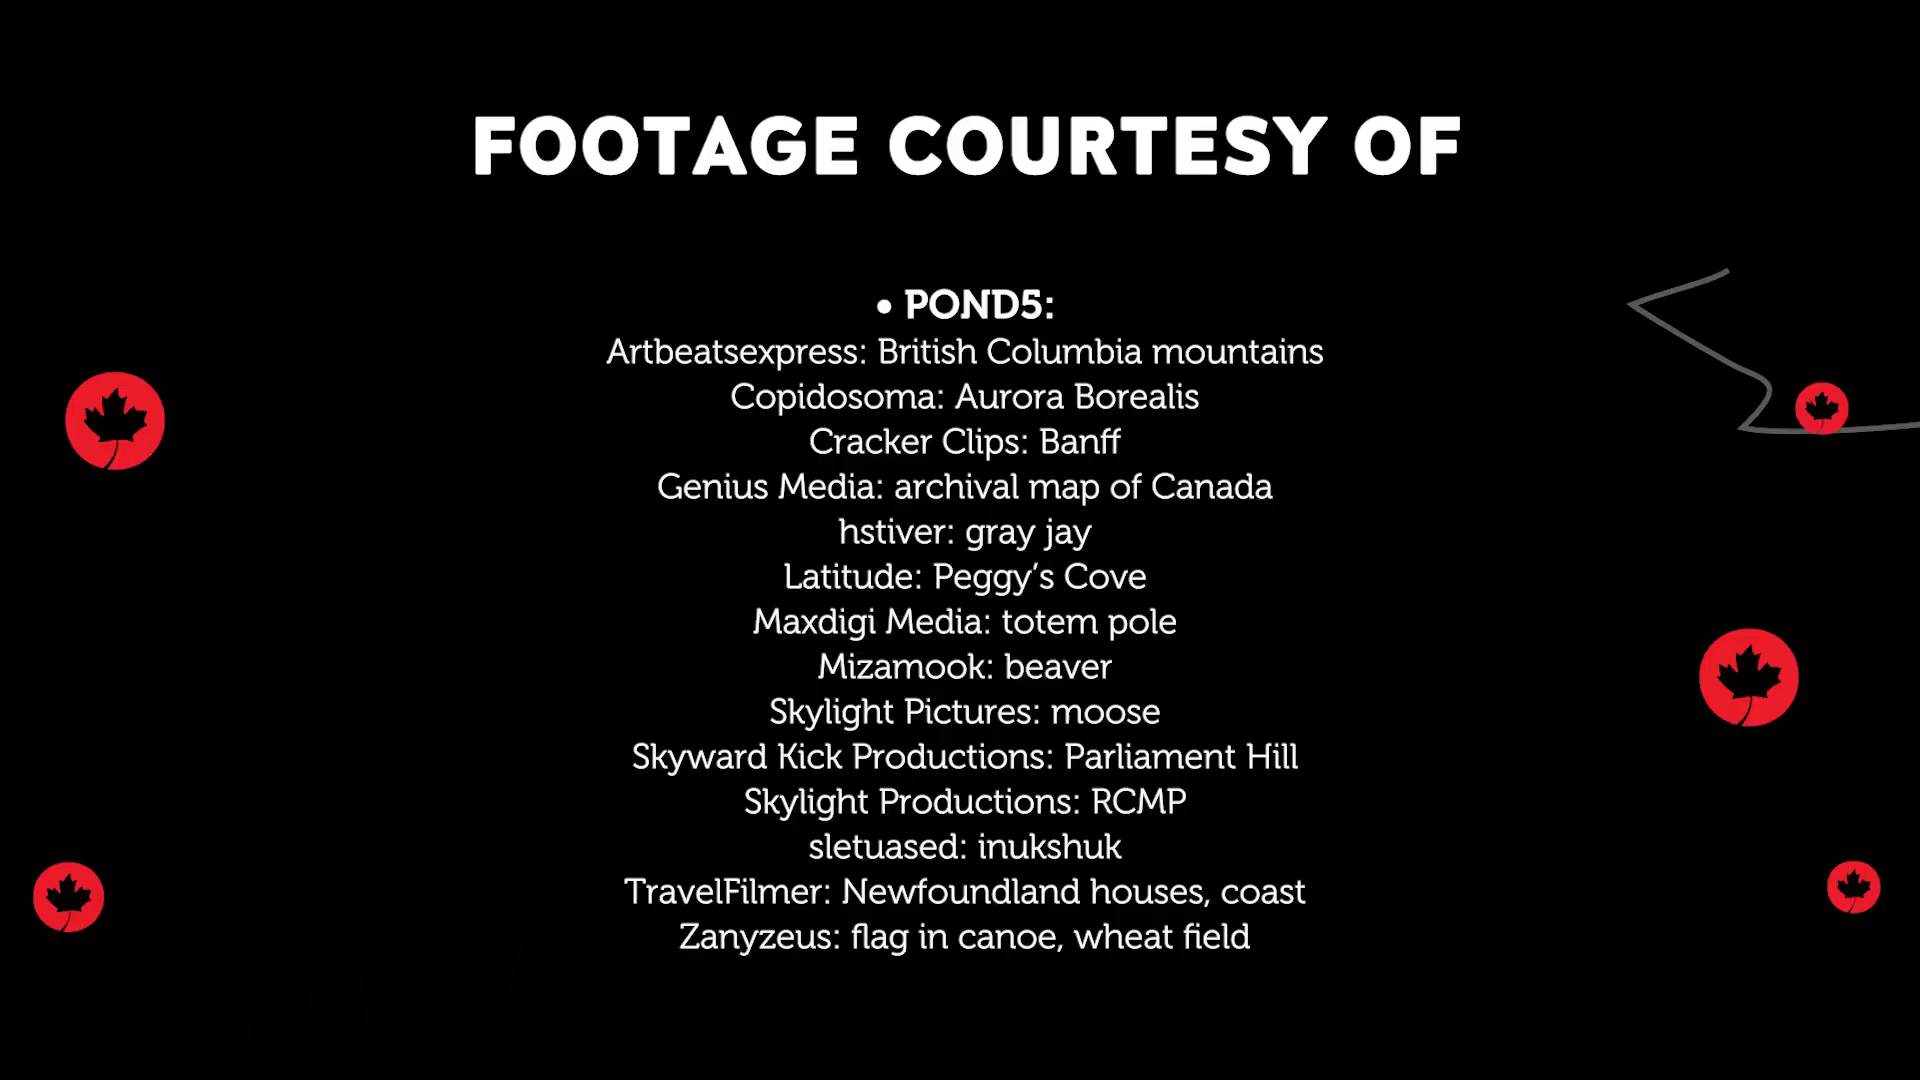 FOOTAGE COURTESY OF
• POND5:
Artbeatsexpress: British Columbia mountains
Copidosoma: Aurora Borealis
Cracker Clips: Banff
Genius Media: archival map of Canada
hstiver: gray jay
Latitude: Peggy’s Cove
Maxdigi Media: totem pole
Mizamook: beaver
Skylight Pictures: moose
Skyward Kick Productions: Parliament Hill
Skylight Productions: RCMP
sletuased: inukshuk
TravelFilmer: Newfoundland houses, coast
Zanyzeus: flag in canoe, wheat field